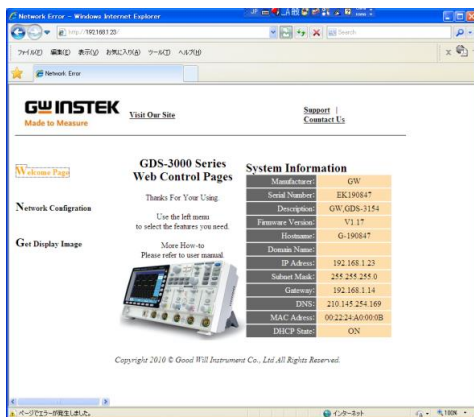 Network Error - Windows Internet Explorer
http://192.168.1.23/
Search
ファイル(F) 編集(E) 表示(V) お気に入り(A) ツール(T) ヘルプ(H)
Network Error
GWINSTEK
Made to Measure
Visit Our Site
Support |
Contact Us
Welcome Page
Network Configration
Get Display Image
GDS-3000 Series
Web Control Pages
Thanks For Your Using.
Use the left menu
to select the features you need.
More How-to
Please refer to user manual.
System Information
Manufacturer: GW
Serial Number: EK190847
Description: GW,GDS-3154
Firmware Version: V1.17
Hostname: G-190847
Domain Name:
IP Adress: 192.168.1.23
Subnet Mask: 255.255.255.0
Gateway: 192.168.1.14
DNS: 210.145.254.169
MAC Adress: 00:22:24:A0:00:0B
DHCP State: ON
Copyright 2010 © Good Will Instrument Co., Ltd All Rights Reserved.
ページでエラーが発生しました。 インターネット 100%